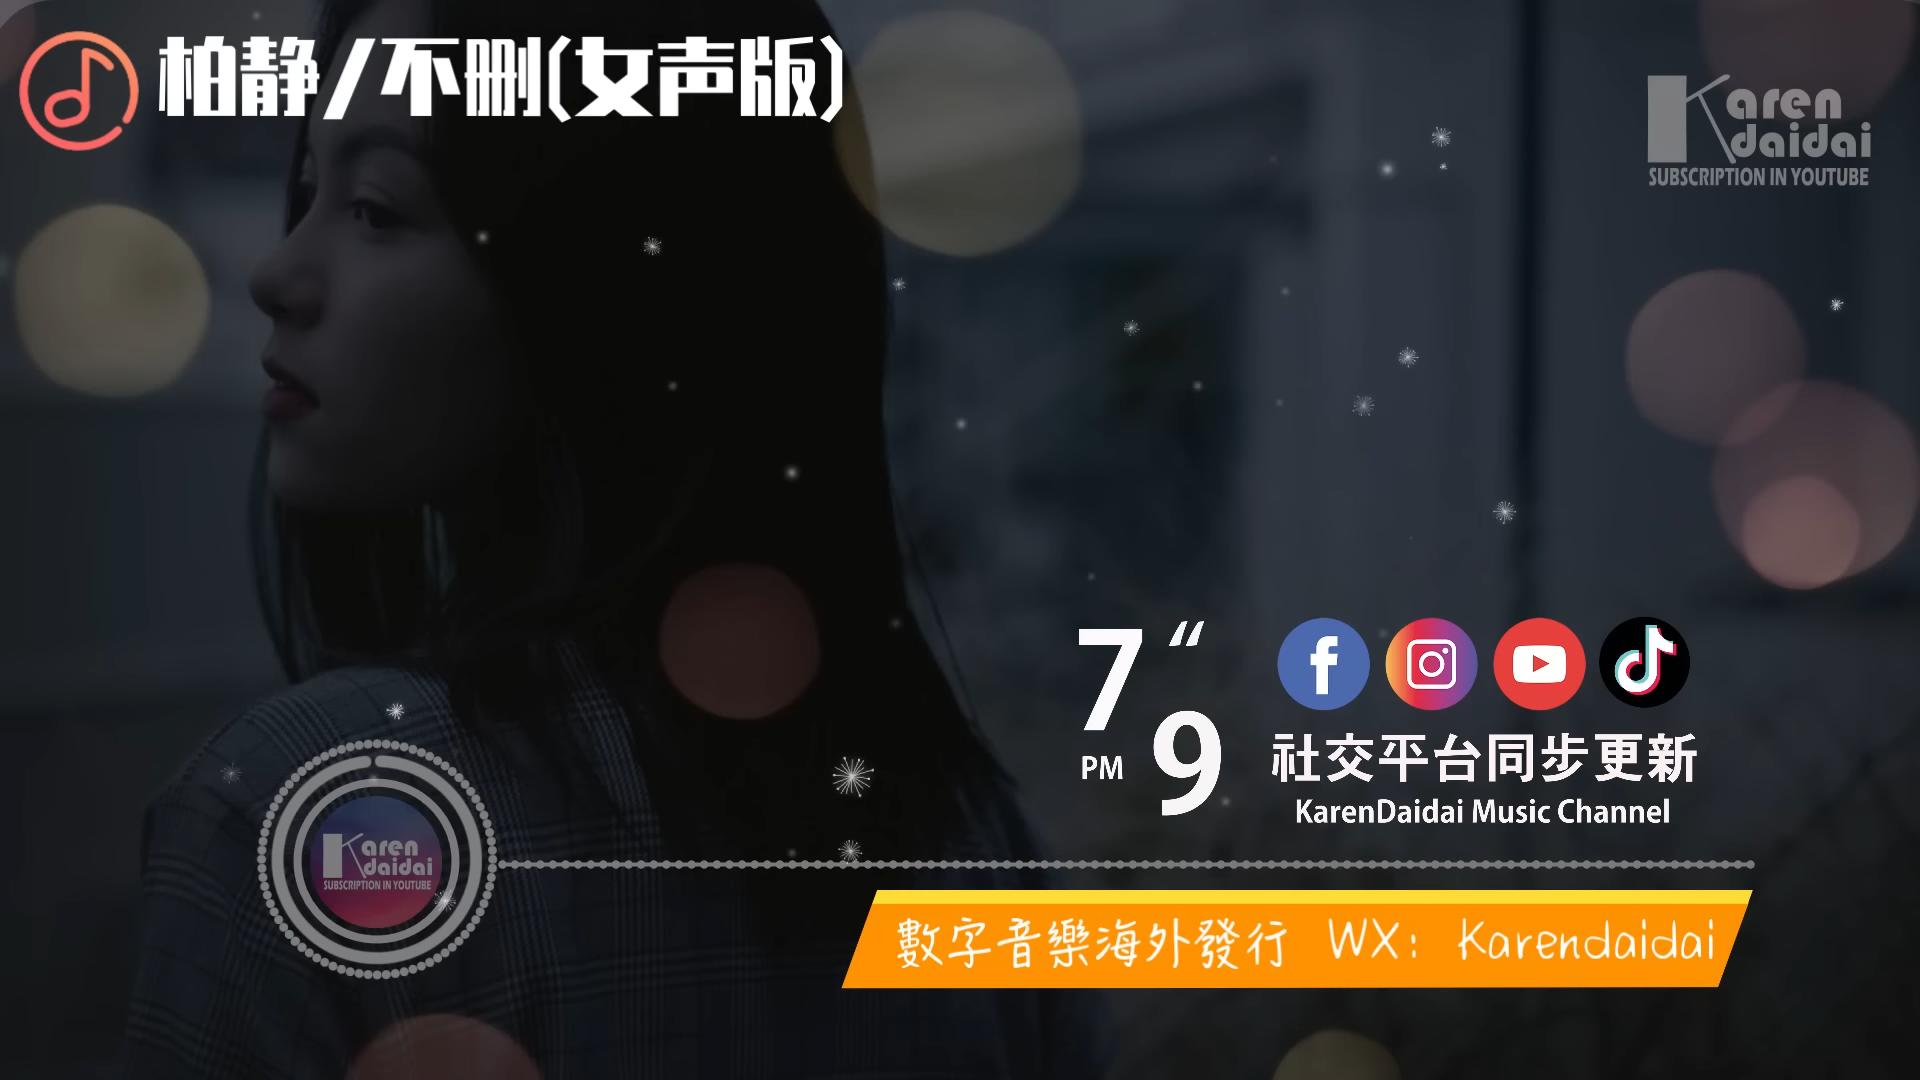 柏静/不删(女声版)
Karen
daidai
SUBSCRIPTION IN YOUTUBE
7"
PM 9
社交平台同步更新
KarenDaidai Music Channel
Karen
daidai
SUBSCRIPTION IN YOUTUBE
數字音樂海外發行 WX: Karendaidai